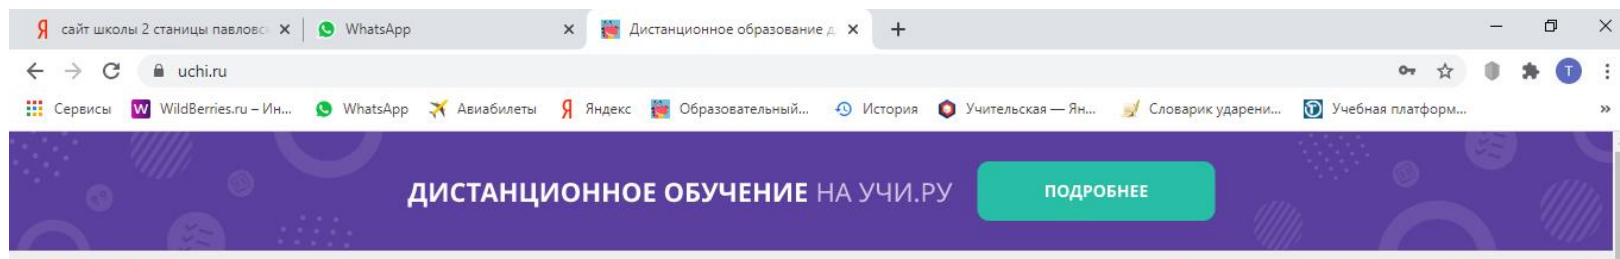 Я сайт школы 2 станицы павловс WhatsApp Дистанционное образование д
uchi.ru T
Сервисы W WildBerries.ru – Ин... WhatsApp Авиабилеты Я Яндекс Образовательный... История Учительская — Ян... Словарик ударени... Учебная платформ... »
ДИСТАНЦИОННОЕ ОБУЧЕНИЕ НА УЧИ.РУ ПОДРОБНЕЕ